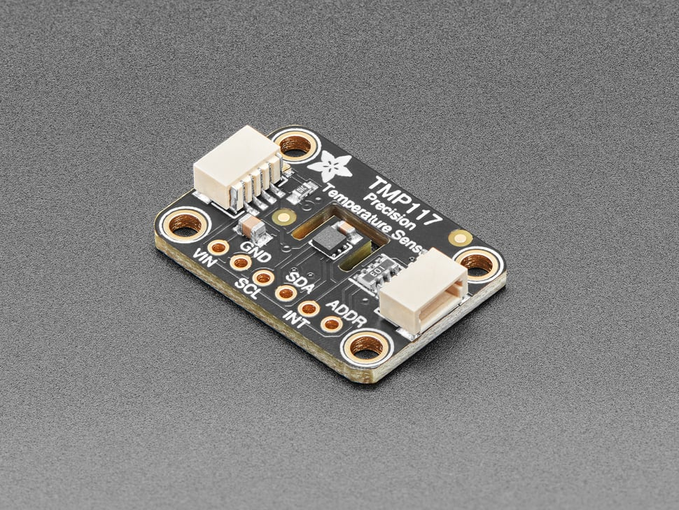 TMP117
Precision
Temperature Sens
VIN
GND
SCL
SDA
INT
ADDR